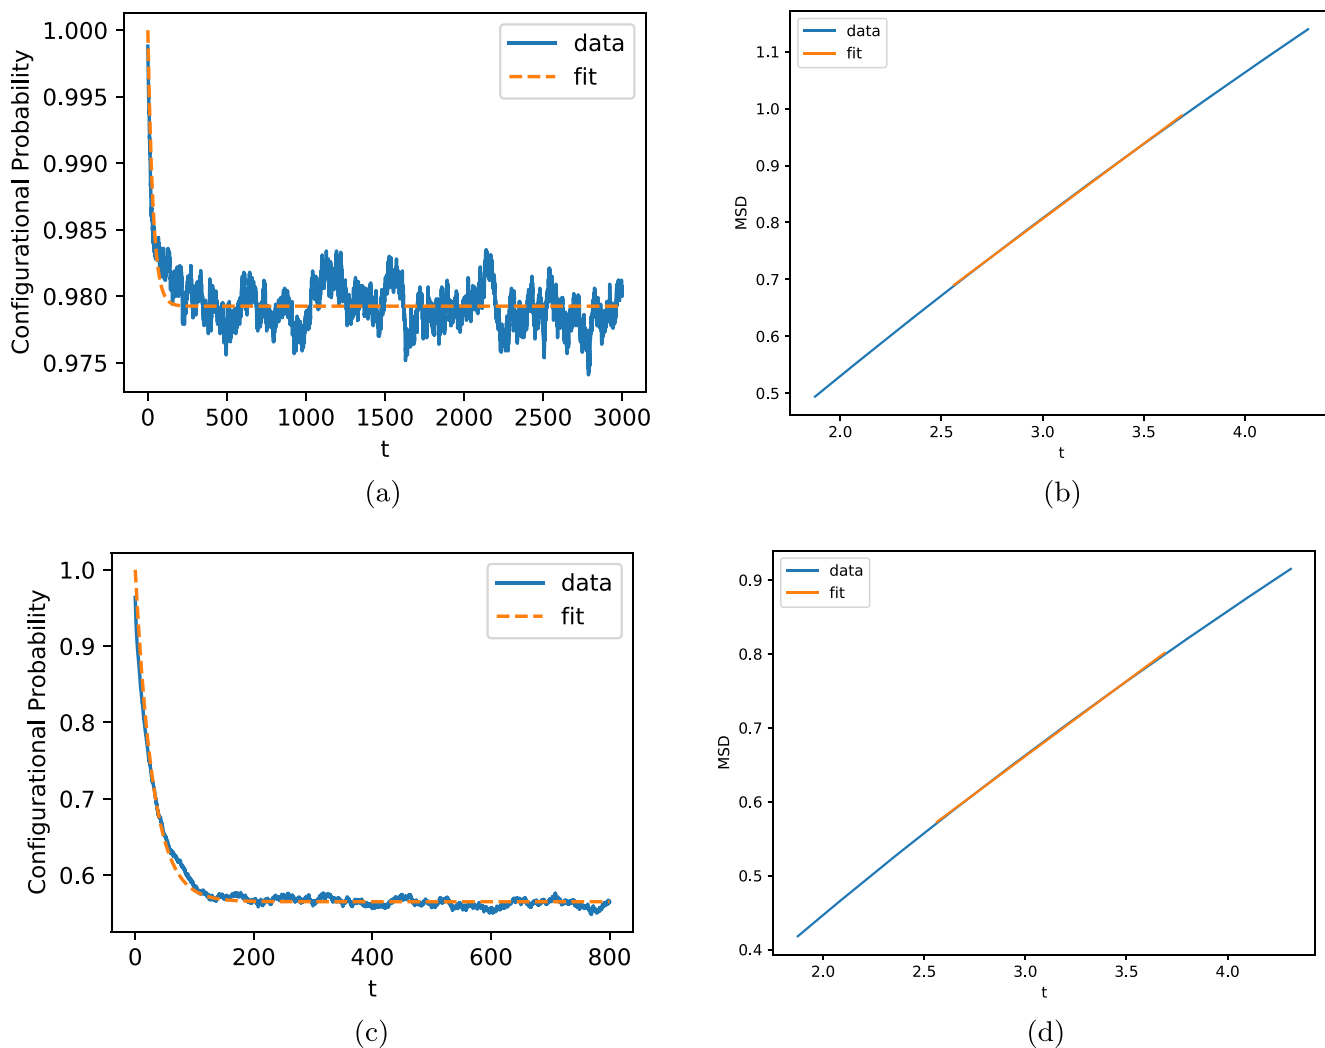 Configurational Probability
1.000
0.995
0.990
0.985
0.980
0.975
data
fit
0
500
1000
1500
2000
2500
3000
t
(a)
MSD
1.1
1.0
0.9
0.8
0.7
0.6
0.5
data
fit
2.0
2.5
3.0
3.5
4.0
t
(b)
Configurational Probability
1.0
0.9
0.8
0.7
0.6
data
fit
0
200
400
600
800
t
(c)
MSD
0.9
0.8
0.7
0.6
0.5
0.4
data
fit
2.0
2.5
3.0
3.5
4.0
t
(d)